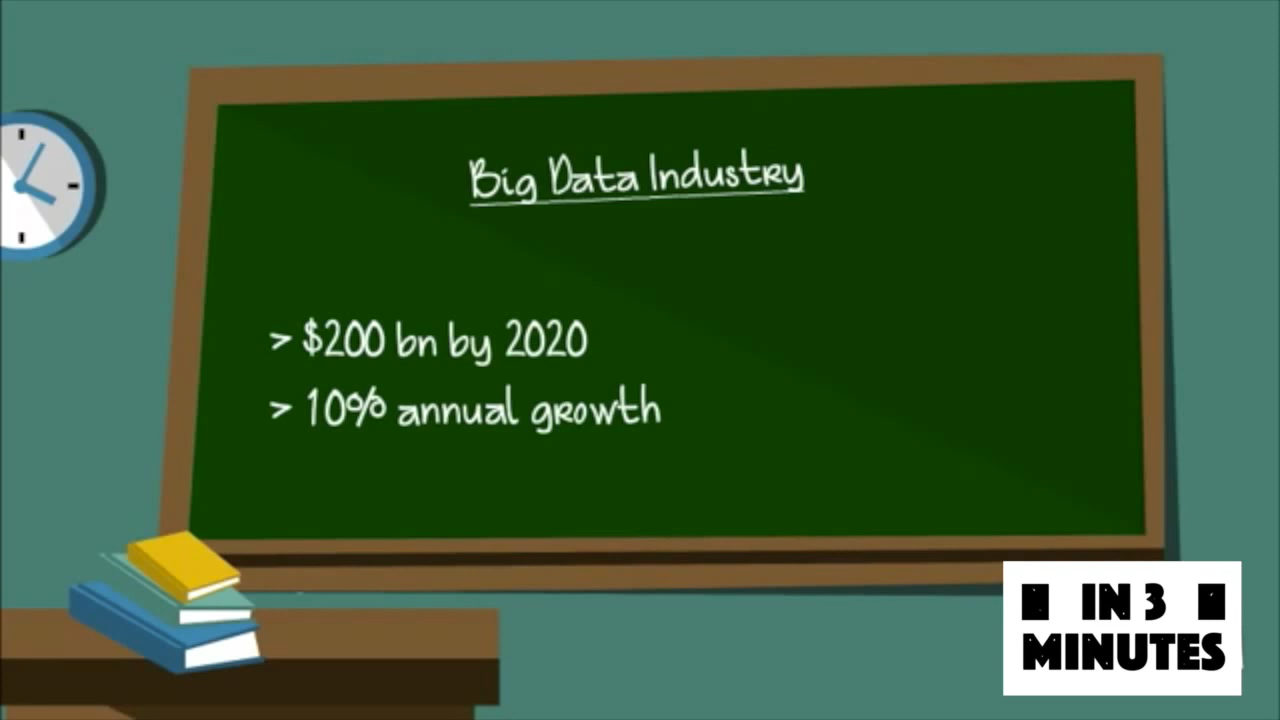 Big Data Industry
> $200 bn by 2020
> 10% annual growth
IN 3
MINUTES